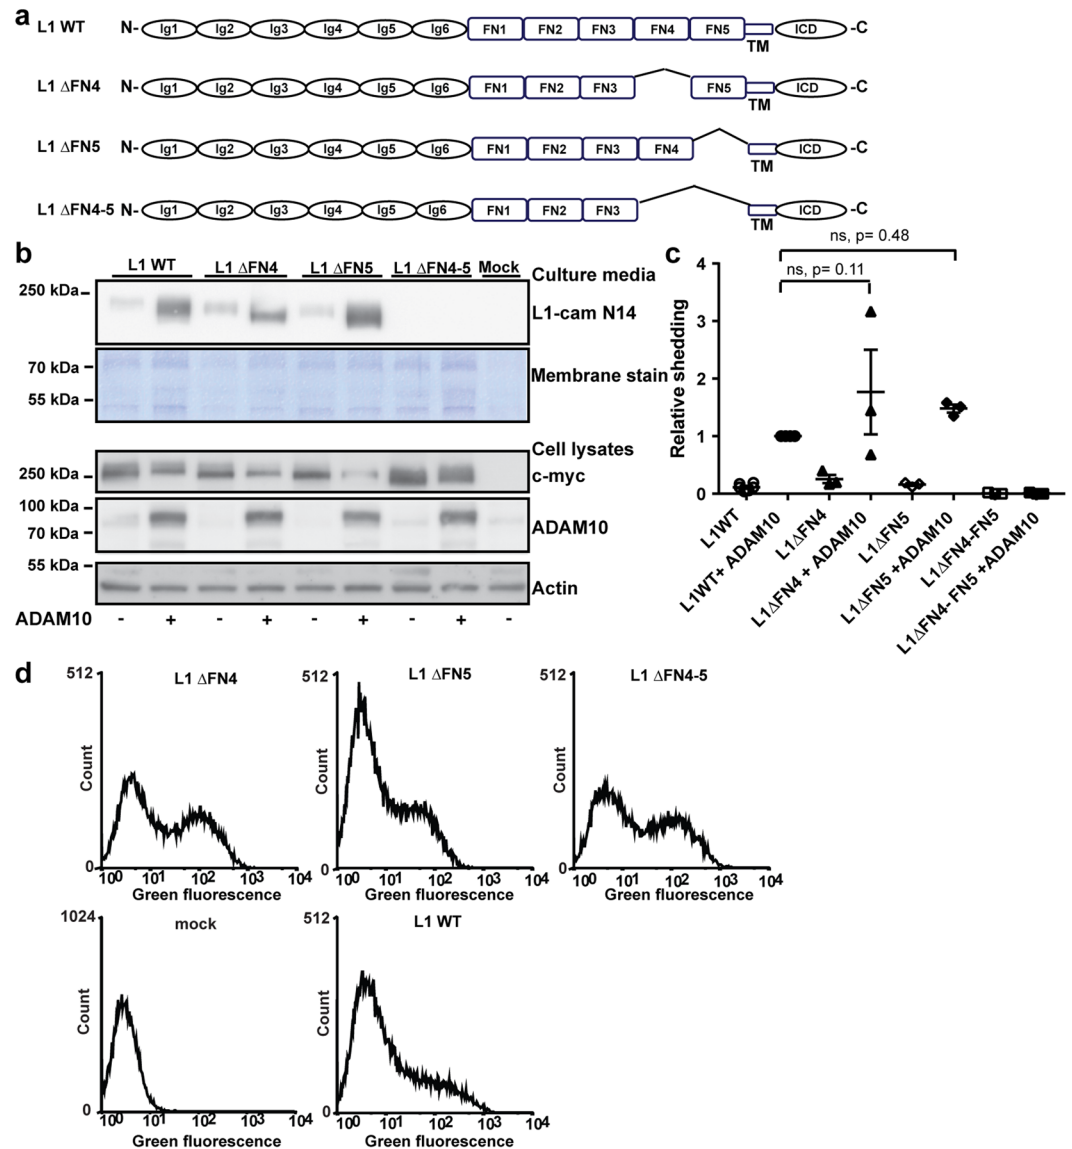 a
L1 WT N- Ig1 Ig2 Ig3 Ig4 Ig5 Ig6 FN1 FN2 FN3 FN4 FN5 ICD -C
TM
L1 ΔFN4 N- Ig1 Ig2 Ig3 Ig4 Ig5 Ig6 FN1 FN2 FN3 FN5 ICD -C
TM
L1 ΔFN5 N- Ig1 Ig2 Ig3 Ig4 Ig5 Ig6 FN1 FN2 FN3 FN4 ICD -C
TM
L1 ΔFN4-5 N- Ig1 Ig2 Ig3 Ig4 Ig5 Ig6 FN1 FN2 FN3 ICD -C
TM
b
L1 WT L1 ΔFN4 L1 ΔFN5 L1 ΔFN4-5 Mock
Culture media
250 kDa
L1-cam N14
70 kDa
Membrane stain
55 kDa
Cell lysates
250 kDa
c-myc
100 kDa
ADAM10
70 kDa
55 kDa
Actin
ADAM10 - + - + - + - + -
c
ns, p= 0.48
ns, p= 0.11
Relative shedding
4
3
2
1
0
L1WT
L1WT+ ADAM10
L1ΔFN4
L1ΔFN4 + ADAM10
L1ΔFN5
L1ΔFN5 +ADAM10
L1ΔFN4-FN5
L1ΔFN4- FN5 +ADAM10
d
L1 ΔFN4
512
Count
0
10⁰ 10¹ 10² 10³ 10⁴
Green fluorescence
L1 ΔFN5
512
Count
0
10⁰ 10¹ 10² 10³ 10⁴
Green fluorescence
L1 ΔFN4-5
512
Count
0
10⁰ 10¹ 10² 10³ 10⁴
Green fluorescence
mock
1024
Count
0
10⁰ 10¹ 10² 10³ 10⁴
Green fluorescence
L1 WT
512
Count
0
10⁰ 10¹ 10² 10³ 10⁴
Green fluorescence